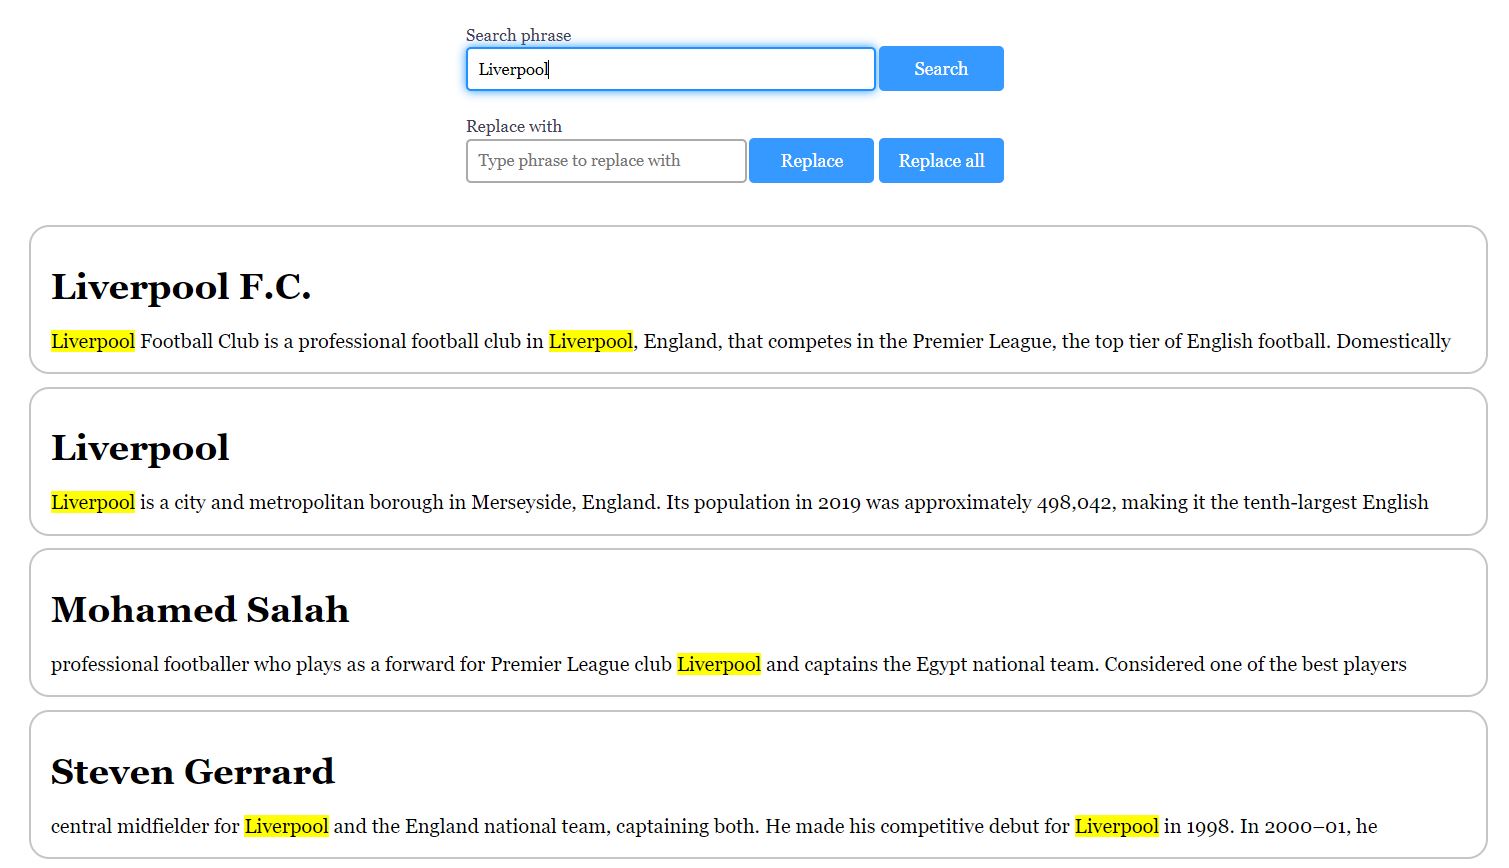 Search phrase
Liverpool Search
Replace with
Type phrase to replace with Replace Replace all
Liverpool F.C.
Liverpool Football Club is a professional football club in Liverpool, England, that competes in the Premier League, the top tier of English football. Domestically
Liverpool
Liverpool is a city and metropolitan borough in Merseyside, England. Its population in 2019 was approximately 498,042, making it the tenth-largest English
Mohamed Salah
professional footballer who plays as a forward for Premier League club Liverpool and captains the Egypt national team. Considered one of the best players
Steven Gerrard
central midfielder for Liverpool and the England national team, captaining both. He made his competitive debut for Liverpool in 1998. In 2000–01, he